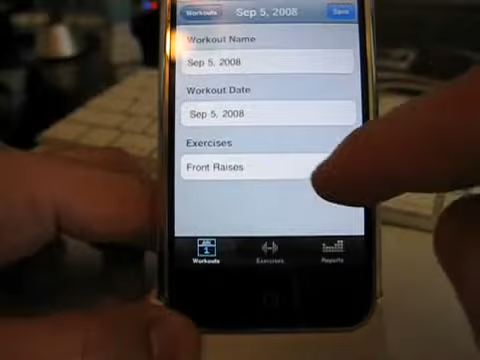 Workouts Sep 5, 2008 Save
Workout Name
Sep 5, 2008
Workout Date
Sep 5, 2008
Exercises
Front Raises
1
Workouts Exercises Reports